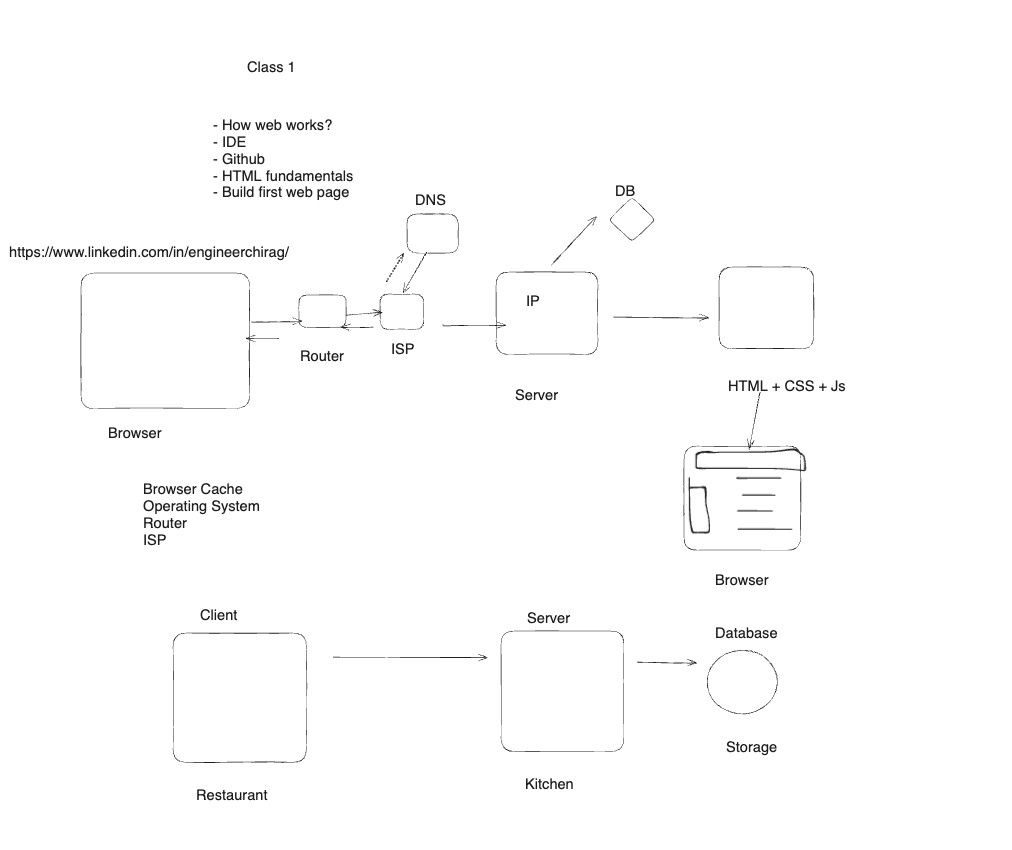 Class 1
- How web works?
- IDE
- Github
- HTML fundamentals
- Build first web page
DNS
DB
https://www.linkedin.com/in/engineerchirag/
IP
Router
ISP
Server
HTML + CSS + Js
Browser
Browser Cache
Operating System
Router
ISP
Browser
Client
Server
Database
Storage
Kitchen
Restaurant